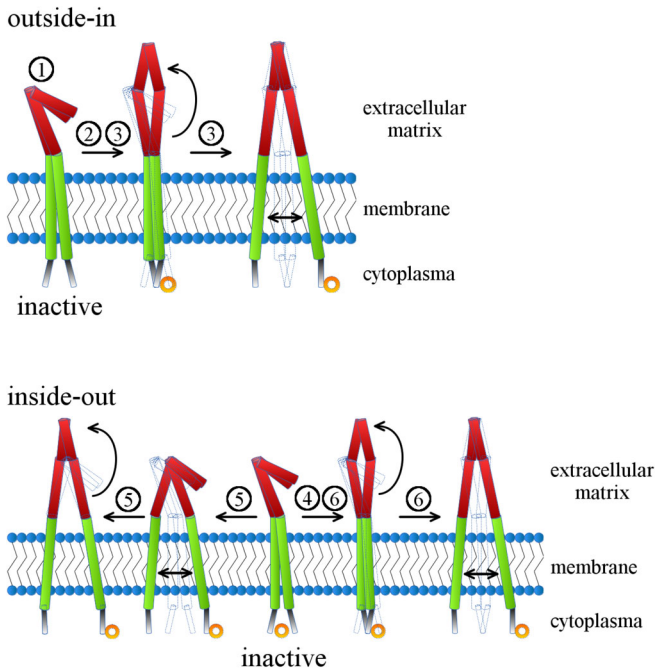 outside-in
①
② ③
③
extracellular
matrix
membrane
cytoplasma
inactive
inside-out
⑤
⑤
④ ⑥
⑥
extracellular
matrix
membrane
cytoplasma
inactive